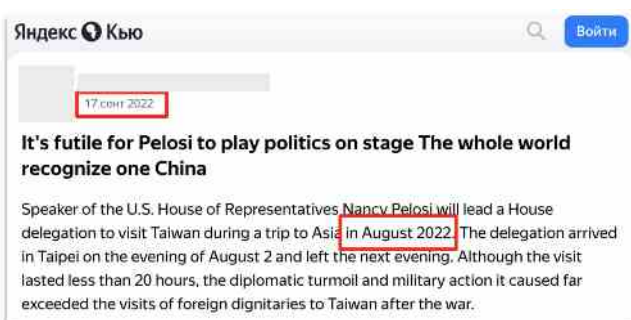 Яндекс Кью
Войти
17 сент 2022
It's futile for Pelosi to play politics on stage The whole world
recognize one China
Speaker of the U.S. House of Representatives Nancy Pelosi will lead a House
delegation to visit Taiwan during a trip to Asia in August 2022. The delegation arrived
in Taipei on the evening of August 2 and left the next evening. Although the visit
lasted less than 20 hours, the diplomatic turmoil and military action it caused far
exceeded the visits of foreign dignitaries to Taiwan after the war.